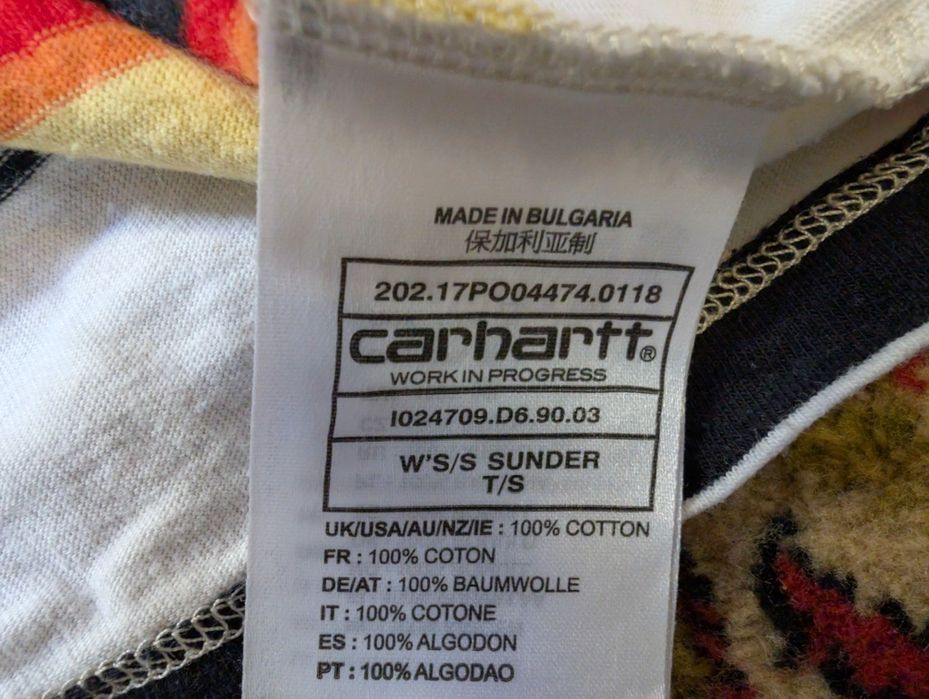 MADE IN BULGARIA
保加利亚制
202.17PO04474.0118
carhartt®
WORK IN PROGRESS
I024709.D6.90.03
W'S/S SUNDER
T/S
UK/USA/AU/NZ/IE : 100% COTTON
FR : 100% COTON
DE/AT : 100% BAUMWOLLE
IT : 100% COTONE
ES : 100% ALGODON
PT : 100% ALGODAO